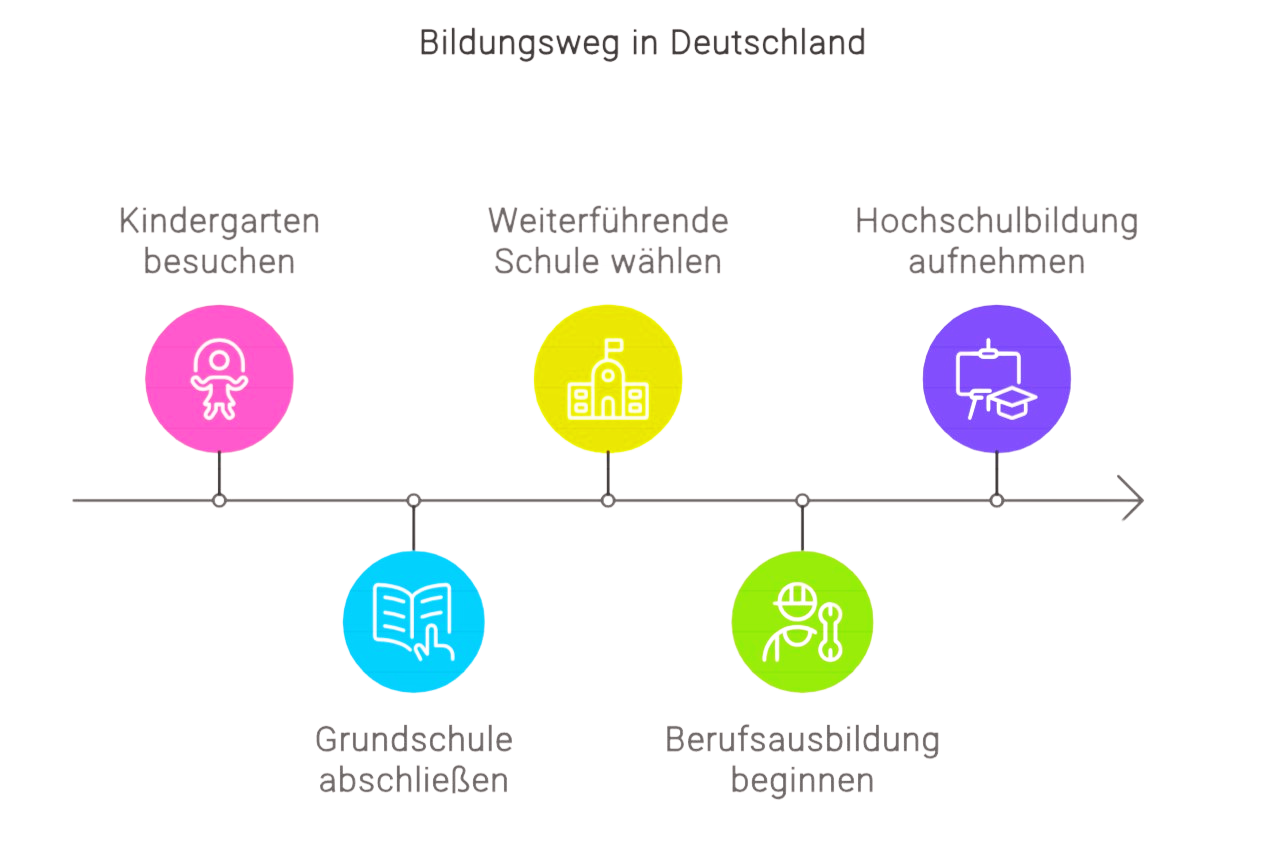 Bildungsweg in Deutschland
Kindergarten
besuchen
Weiterführende
Schule wählen
Hochschulbildung
aufnehmen
Grundschule
abschließen
Berufsausbildung
beginnen